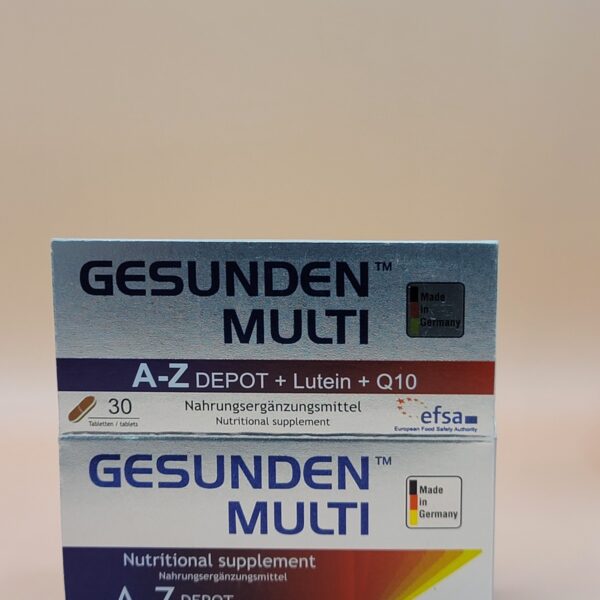 GESUNDEN™
MULTI
Made
in
Germany
A-Z DEPOT + Lutein + Q10
30
Tabletten / tablets
Nahrungsergänzungsmittel
Nutritional supplement
efsa
European Food Safety Authority
GESUNDEN™
MULTI
Made
in
Germany
Nutritional supplement
Nahrungsergänzungsmittel
A-Z DEPOT